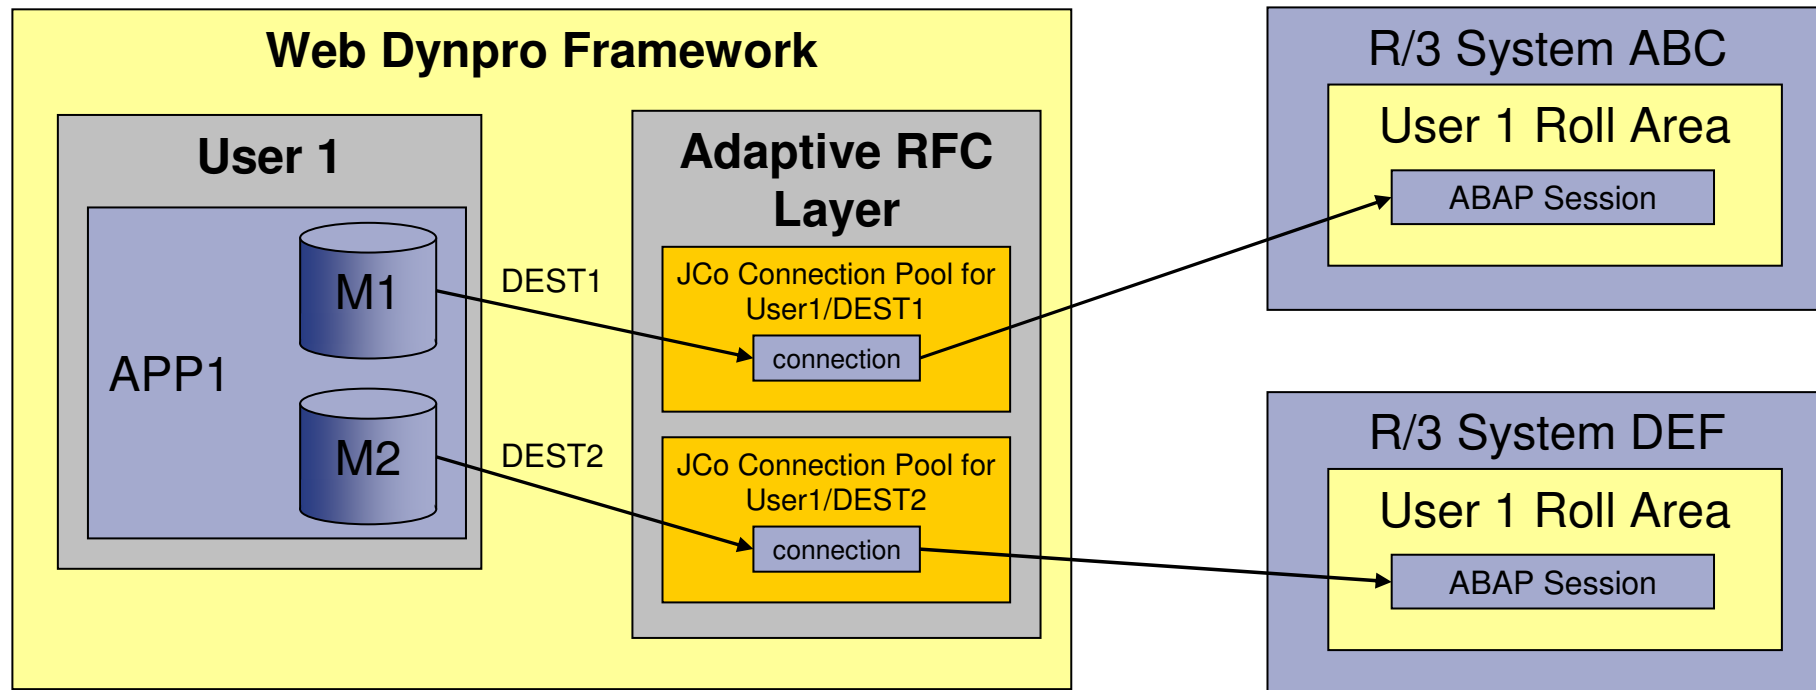 Web Dynpro Framework
User 1
APP1
M1
M2
DEST1
DEST2
Adaptive RFC
Layer
JCo Connection Pool for
User1/DEST1
connection
JCo Connection Pool for
User1/DEST2
connection
R/3 System ABC
User 1 Roll Area
ABAP Session
R/3 System DEF
User 1 Roll Area
ABAP Session